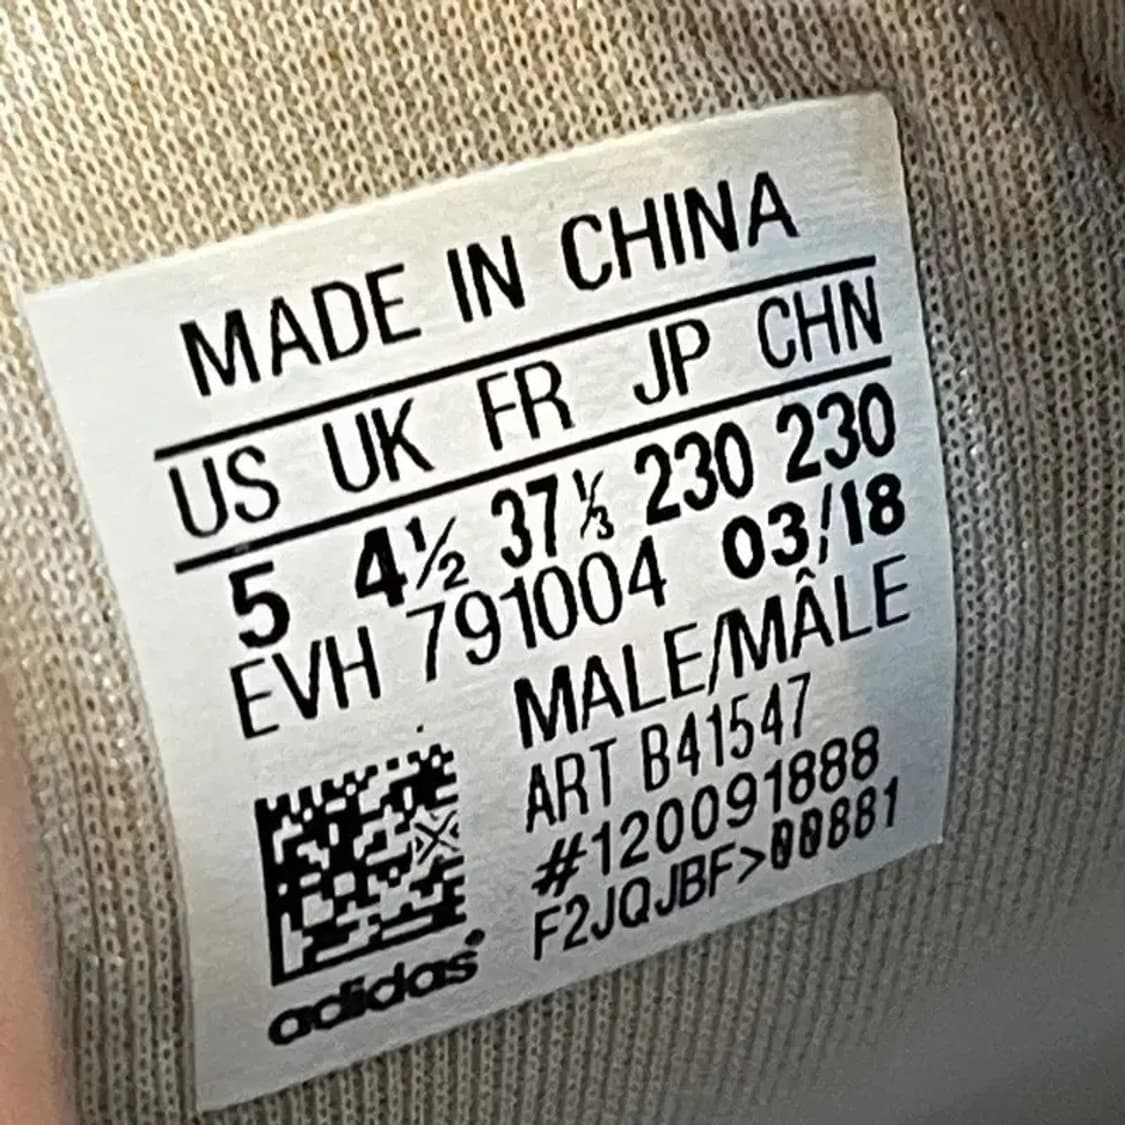 MADE IN CHINA
US UK FR JP CHN
5 4½ 37⅓ 230 230
EVH 791004 03/18
MALE/MÂLE
ART B41547
#120091888
F2JQJBF>00881
adidas